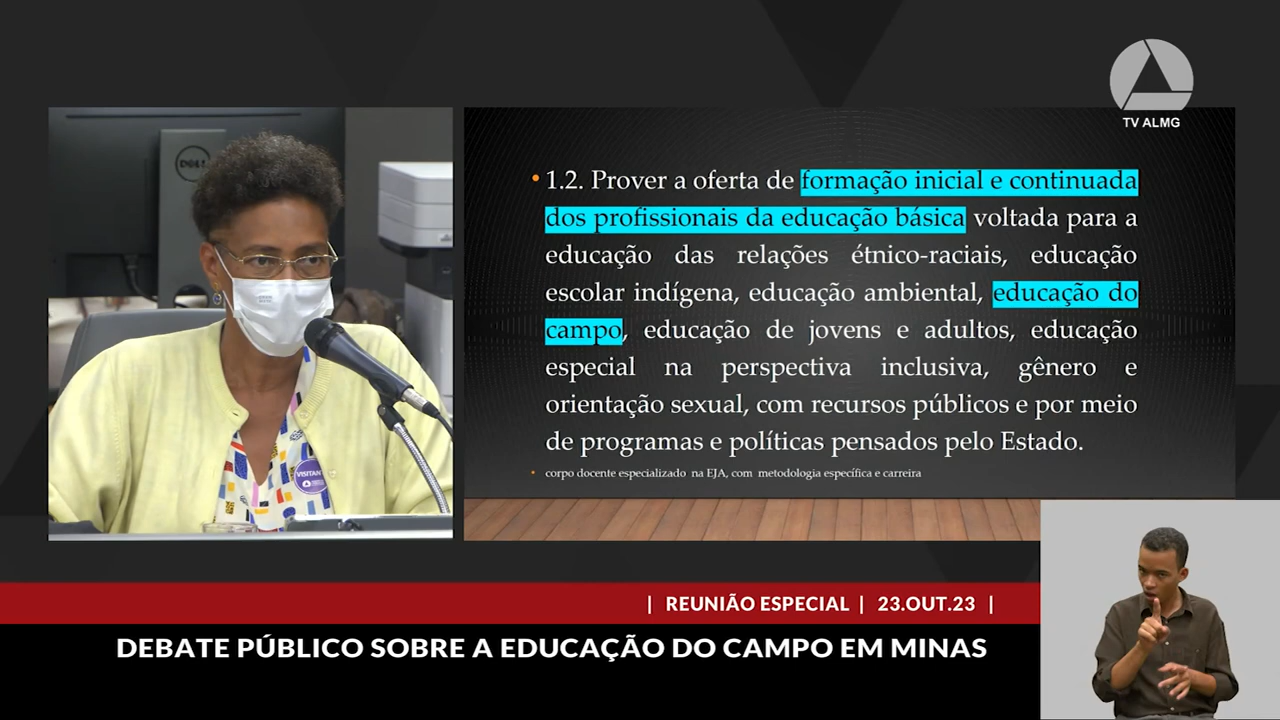 TV ALMG
DELL
• 1.2. Prover a oferta de formação inicial e continuada
dos profissionais da educação básica voltada para a
educação das relações étnico-raciais, educação
escolar indígena, educação ambiental, educação do
campo, educação de jovens e adultos, educação
especial na perspectiva inclusiva, gênero e
orientação sexual, com recursos públicos e por meio
de programas e políticas pensados pelo Estado.
• corpo docente especializado na EJA, com metodologia específica e carreira
| REUNIÃO ESPECIAL | 23.OUT.23 |
DEBATE PÚBLICO SOBRE A EDUCAÇÃO DO CAMPO EM MINAS